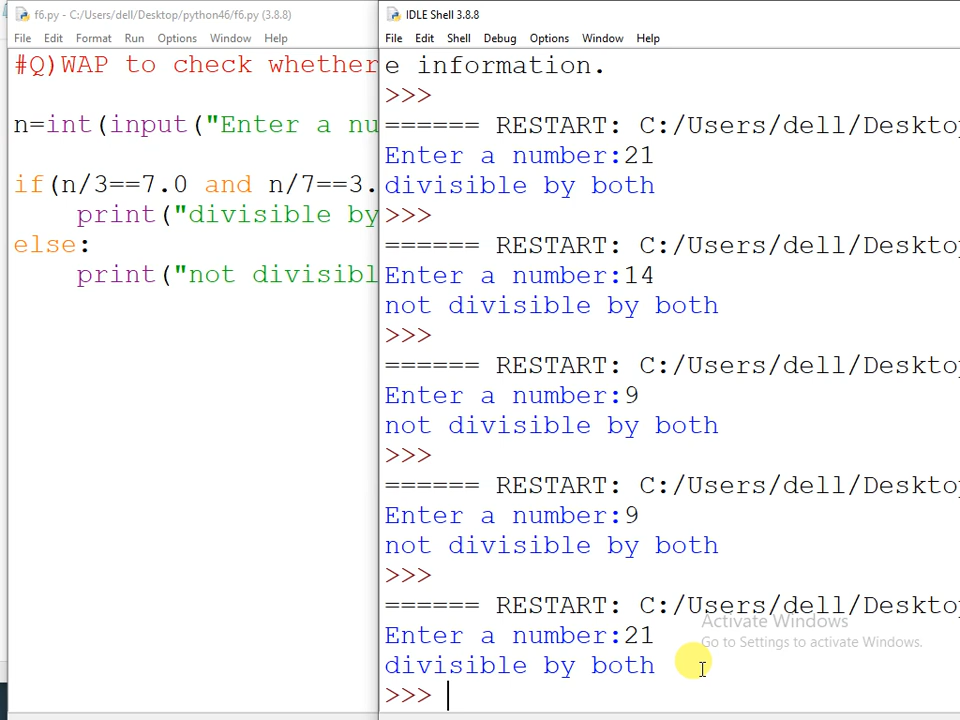 f6.py - C:/Users/dell/Desktop/python46/f6.py (3.8.8)
File Edit Format Run Options Window Help
#Q)WAP to check whether
n=int(input("Enter a nu
if(n/3==7.0 and n/7==3.
print("divisible by
else:
print("not divisibl
IDLE Shell 3.8.8
File Edit Shell Debug Options Window Help
e information.
>>>
====== RESTART: C:/Users/dell/Deskto
Enter a number:21
divisible by both
>>>
====== RESTART: C:/Users/dell/Deskto
Enter a number:14
not divisible by both
>>>
====== RESTART: C:/Users/dell/Deskto
Enter a number:9
not divisible by both
>>>
====== RESTART: C:/Users/dell/Deskto
Enter a number:9
not divisible by both
>>>
====== RESTART: C:/Users/dell/Deskto
Enter a number:21
divisible by both
>>>
Activate Windows
Go to Settings to activate Windows.